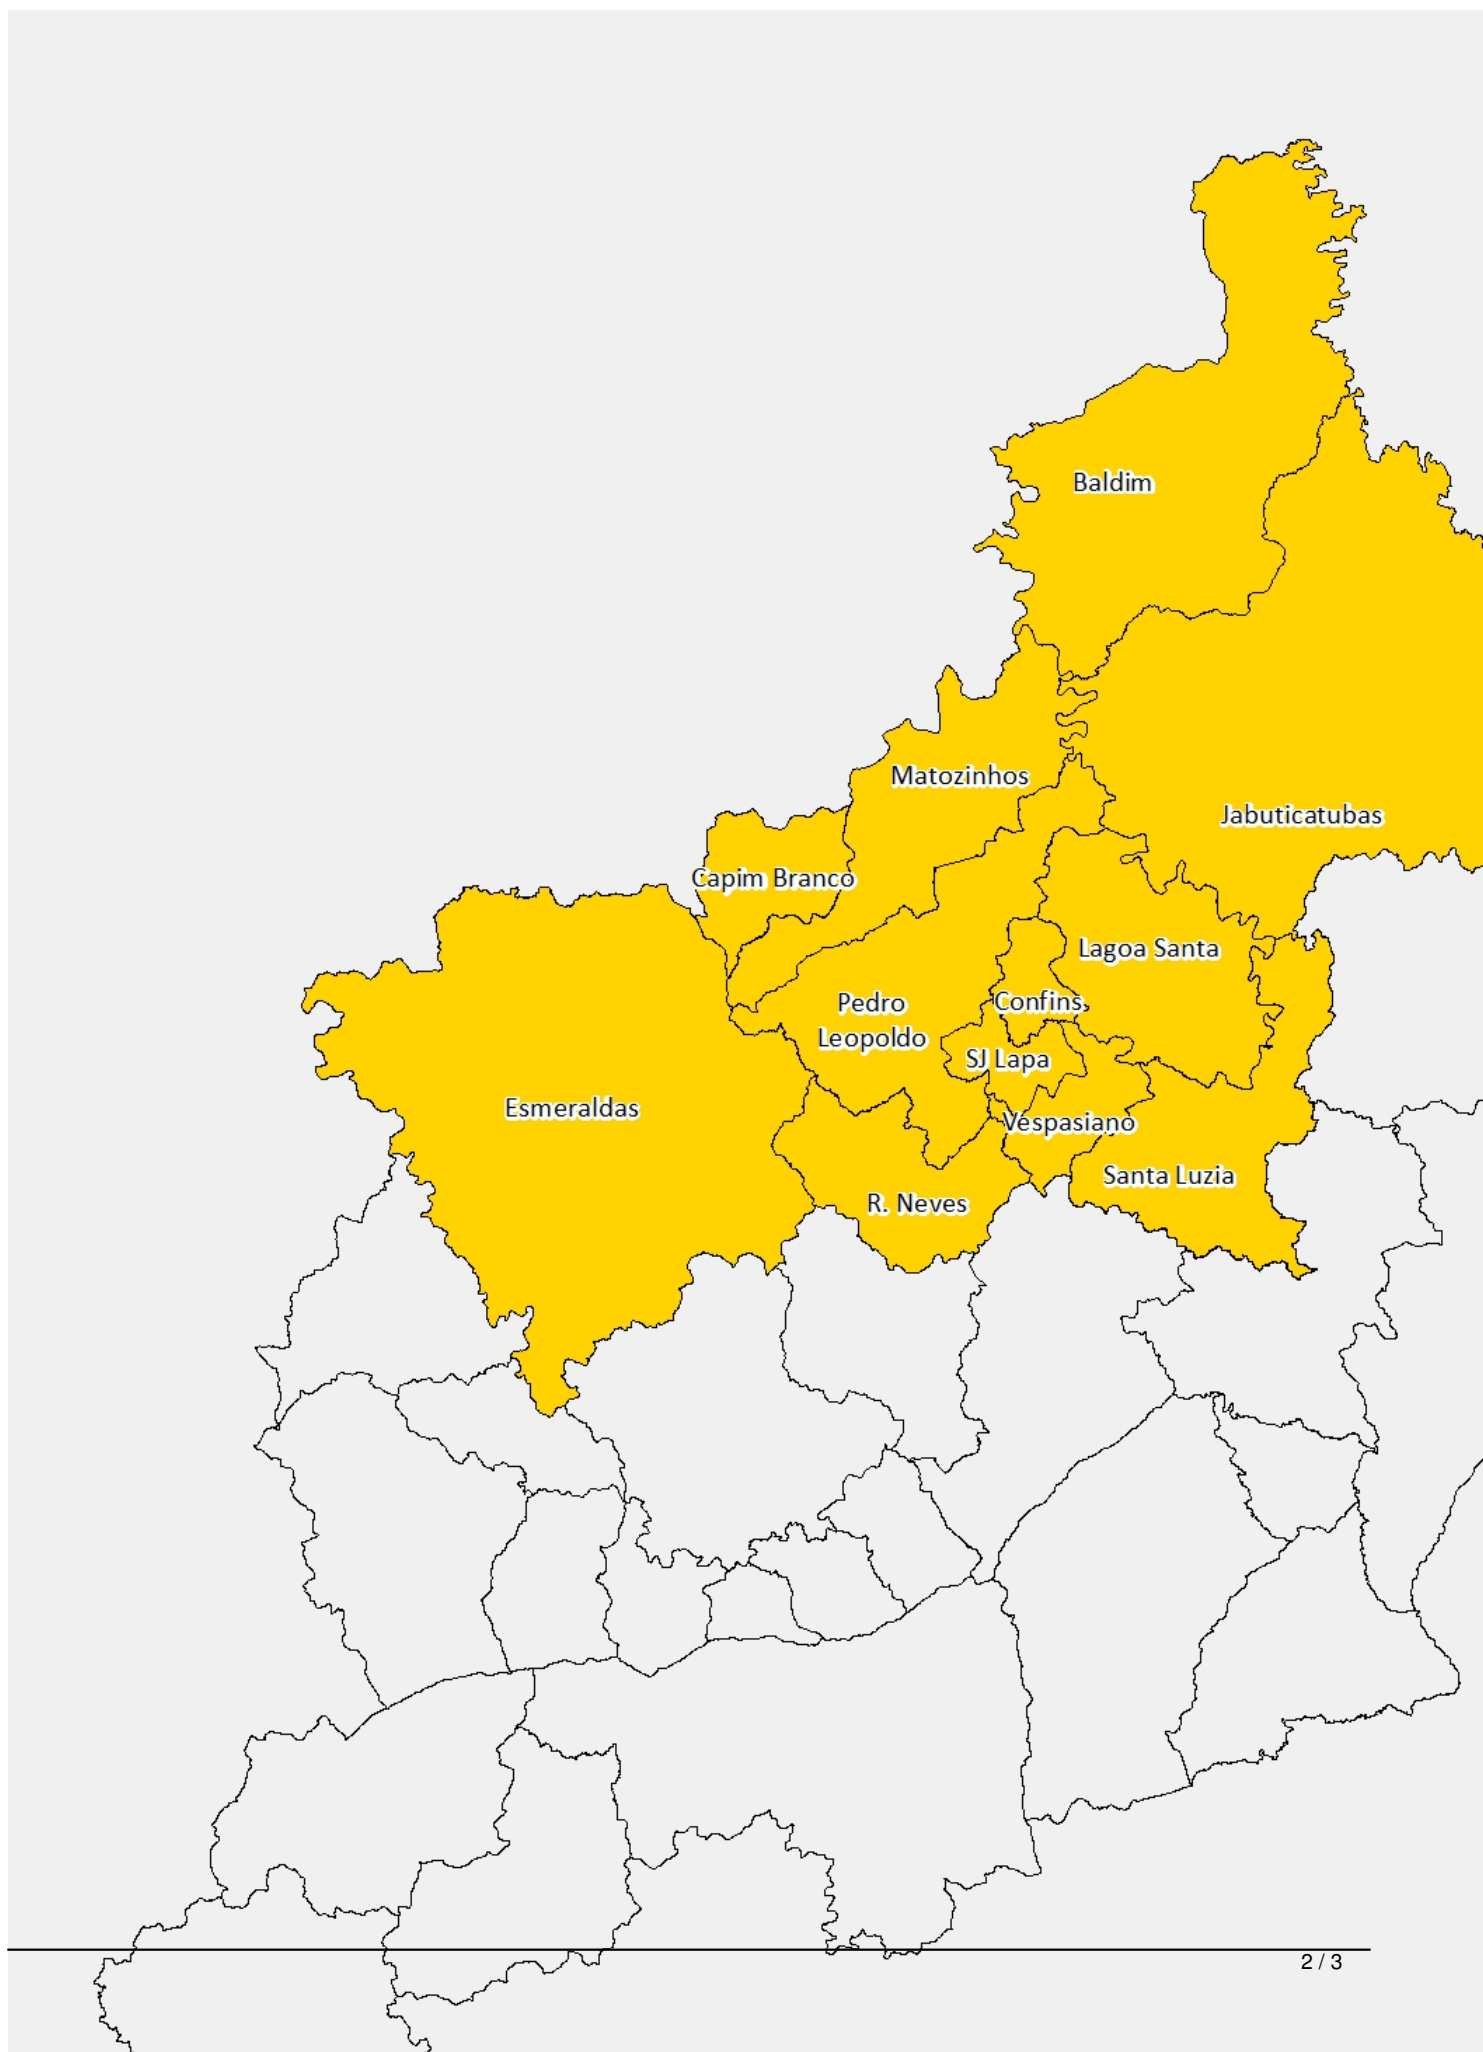 Baldim
Matozinhos
Jabuticatubas
Capim Branco
Lagoa Santa
Pedro
Leopoldo
Confins
SJ Lapa
Esmeraldas
Vespasiano
Santa Luzia
R. Neves
2 / 3